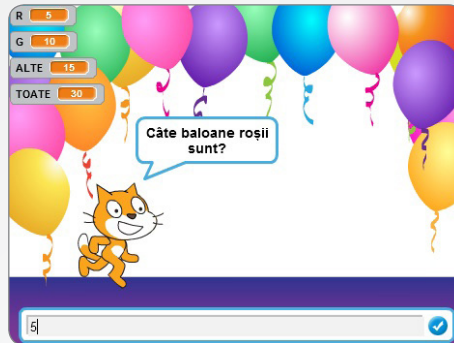 R 5
G 10
ALTE 15
TOATE 30
Câte baloane roșii
sunt?
5